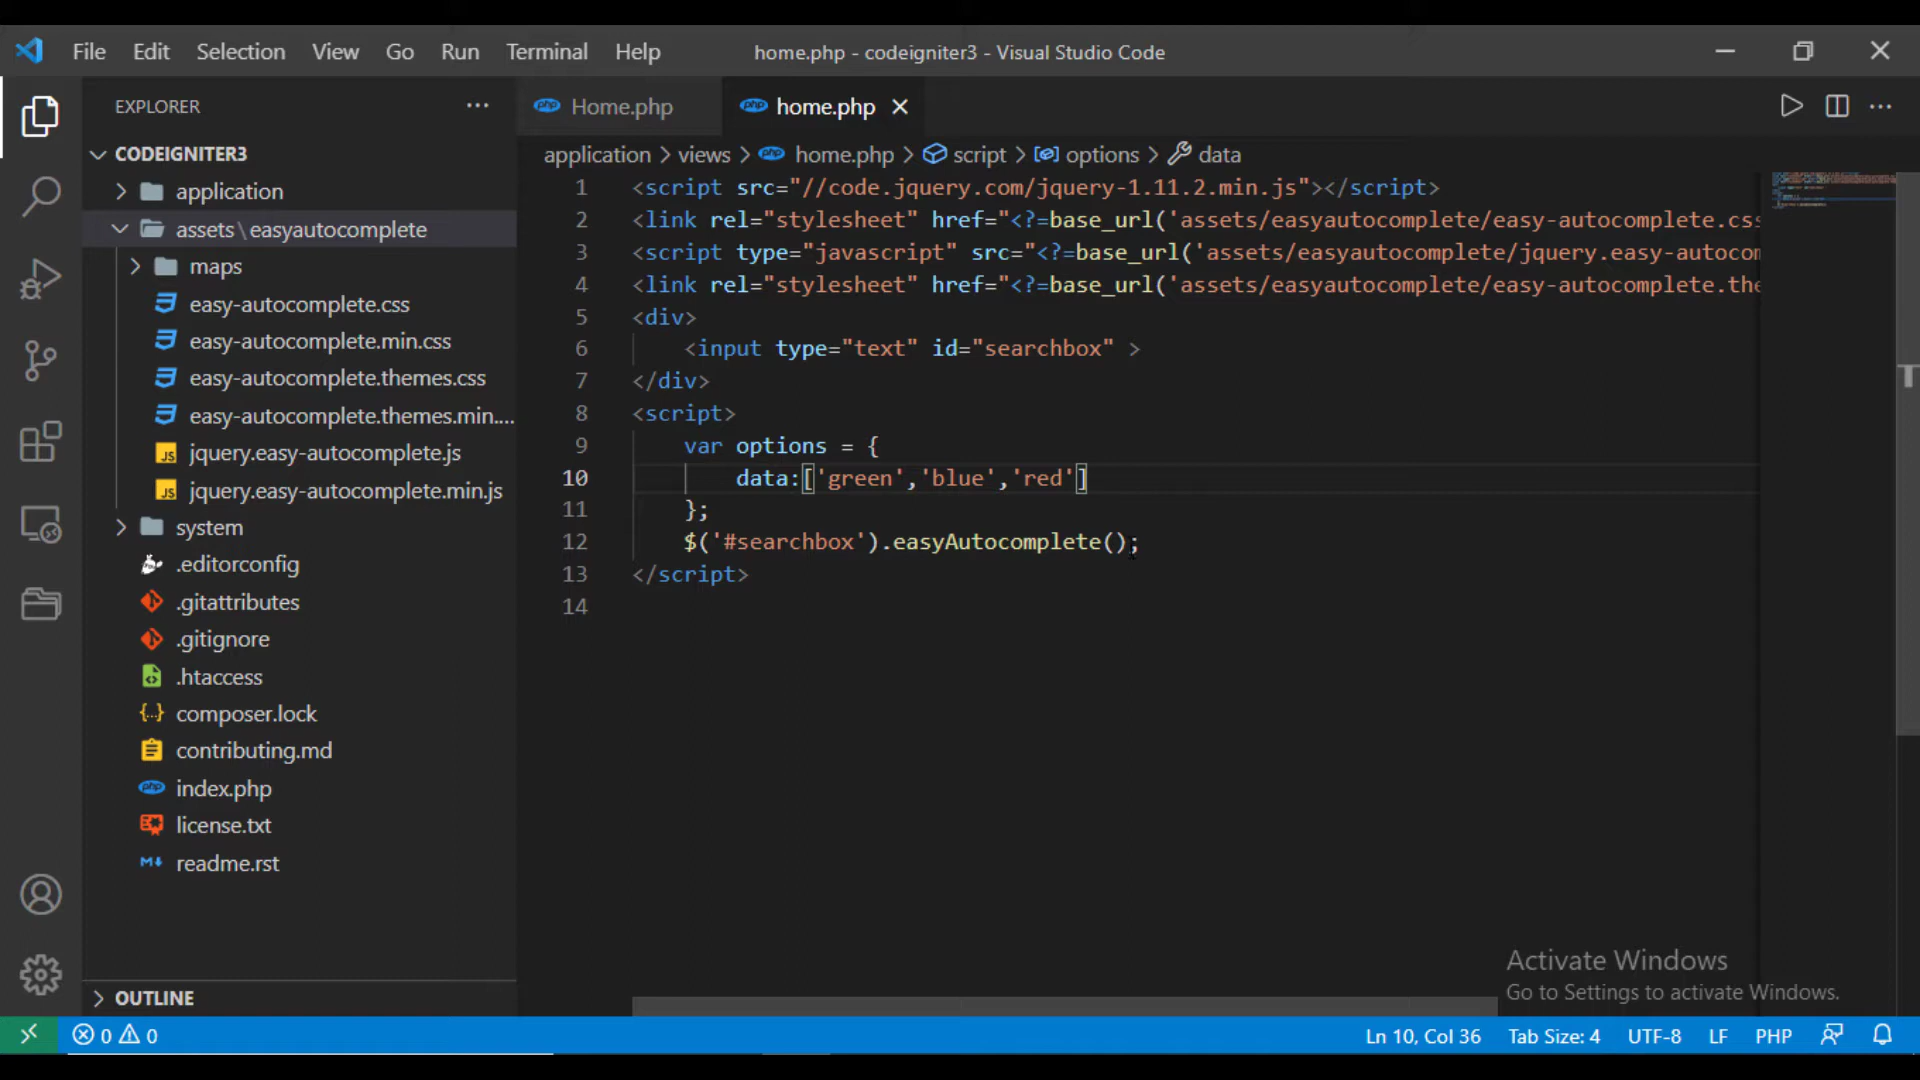 File Edit Selection View Go Run Terminal Help
home.php - codeigniter3 - Visual Studio Code
EXPLORER
Home.php
home.php
application > views > home.php > script > options > data
CODEIGNITER3
application
assets\easyautocomplete
maps
easy-autocomplete.css
easy-autocomplete.min.css
easy-autocomplete.themes.css
easy-autocomplete.themes.min....
jquery.easy-autocomplete.js
jquery.easy-autocomplete.min.js
system
.editorconfig
.gitattributes
.gitignore
.htaccess
composer.lock
contributing.md
index.php
license.txt
readme.rst
OUTLINE
1 <script src="//code.jquery.com/jquery-1.11.2.min.js"></script>
2 <link rel="stylesheet" href="<?=base_url('assets/easyautocomplete/easy-autocomplete.css
3 <script type="javascript" src="<?=base_url('assets/easyautocomplete/jquery.easy-autocom
4 <link rel="stylesheet" href="<?=base_url('assets/easyautocomplete/easy-autocomplete.the
5 <div>
6 <input type="text" id="searchbox" >
7 </div>
8 <script>
9 var options = {
10 data:['green','blue','red']
11 };
12 $('#searchbox').easyAutocomplete();
13 </script>
14
Activate Windows
Go to Settings to activate Windows.
0 0
Ln 10, Col 36 Tab Size: 4 UTF-8 LF PHP